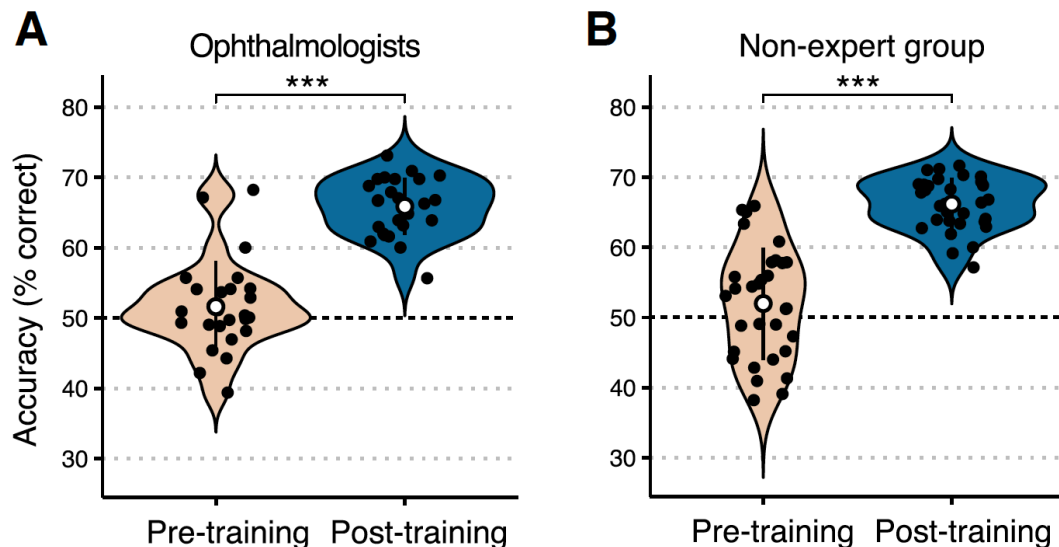 A
Ophthalmologists
***
Accuracy (% correct)
80
70
60
50
40
30
Pre-training Post-training
B
Non-expert group
***
80
70
60
50
40
30
Pre-training Post-training